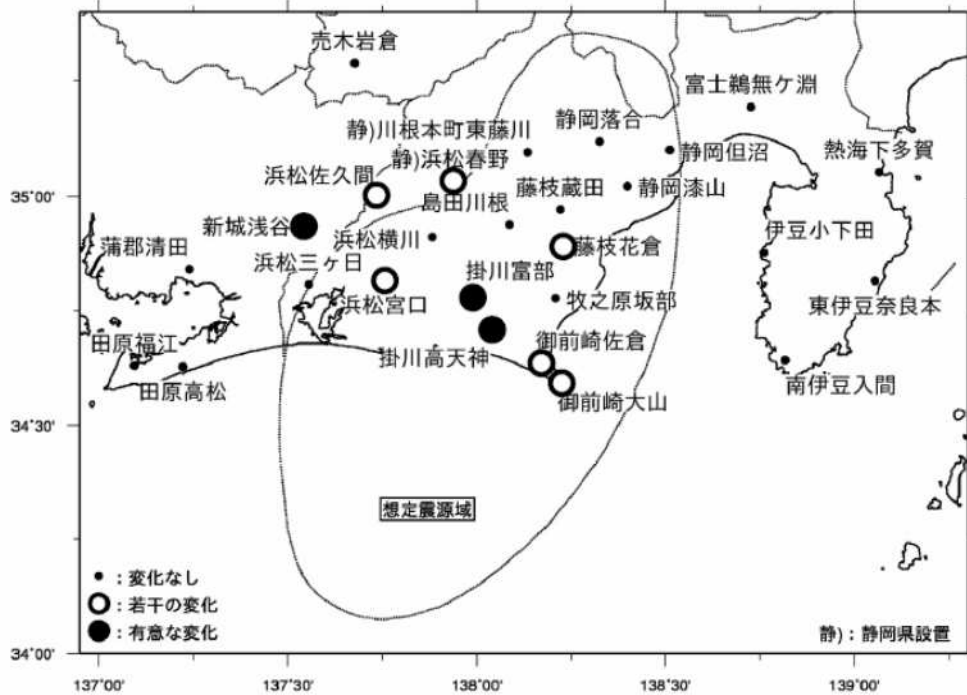 売木岩倉
富士鵜無ケ淵
静)川根本町東藤川
静岡落合
静岡但沼
熱海下多賀
静)浜松春野
浜松佐久間
藤枝蔵田
静岡漆山
35°00'
島田川根
新城浅谷
浜松横川
藤枝花倉
伊豆小下田
蒲郡清田
浜松三ヶ日
掛川富部
浜松宮口
牧之原坂部
東伊豆奈良本
田原福江
掛川高天神
御前崎佐倉
田原高松
南伊豆入間
御前崎大山
34°30'
想定震源域
：変化なし
：若干の変化
：有意な変化
静)：静岡県設置
34°00'
137°00'
137°30'
138°00'
138°30'
139°00'